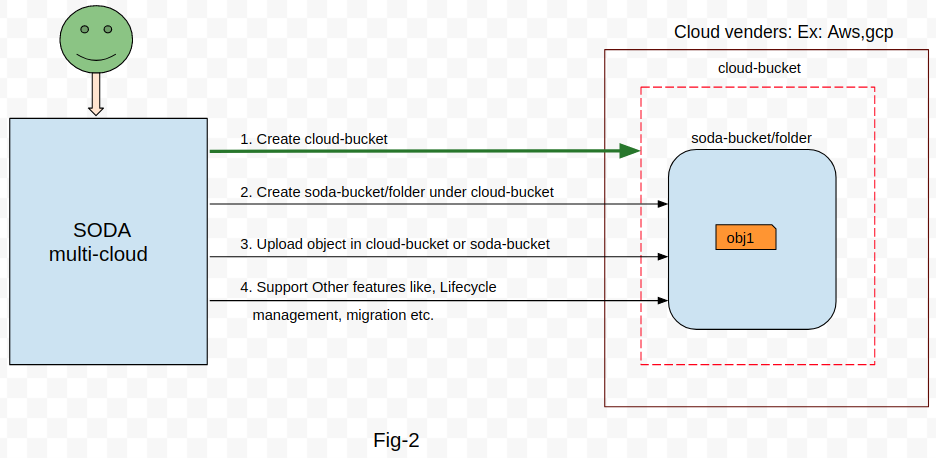 Cloud venders: Ex: Aws,gcp
cloud-bucket
soda-bucket/folder
obj1
SODA
multi-cloud
1. Create cloud-bucket
2. Create soda-bucket/folder under cloud-bucket
3. Upload object in cloud-bucket or soda-bucket
4. Support Other features like, Lifecycle
management, migration etc.
Fig-2